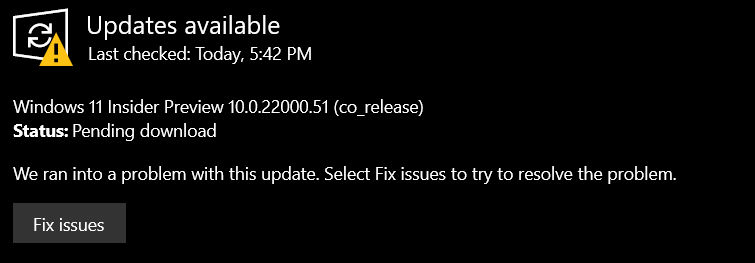 Updates available
Last checked: Today, 5:42 PM
Windows 11 Insider Preview 10.0.22000.51 (co_release)
Status: Pending download
We ran into a problem with this update. Select Fix issues to try to resolve the problem.
Fix issues